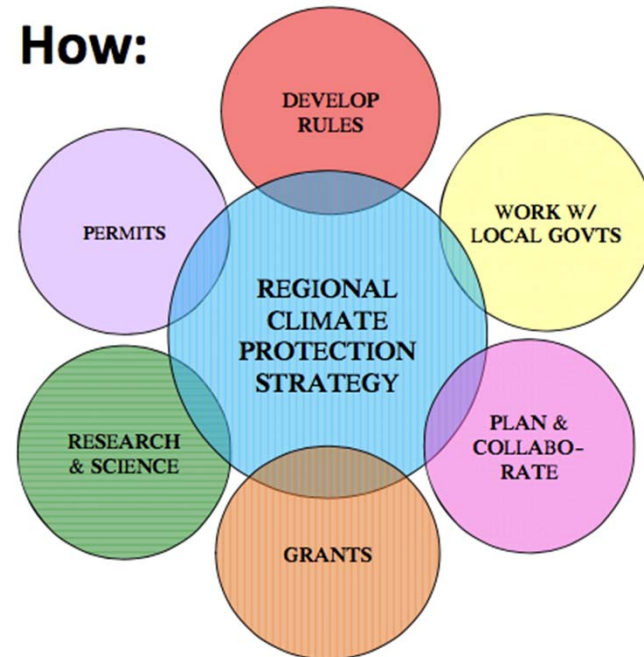 How:
DEVELOP
RULES
WORK W/
LOCAL GOVTS
PERMITS
REGIONAL
CLIMATE
PROTECTION
STRATEGY
PLAN &
COLLABO-
RATE
RESEARCH
& SCIENCE
GRANTS